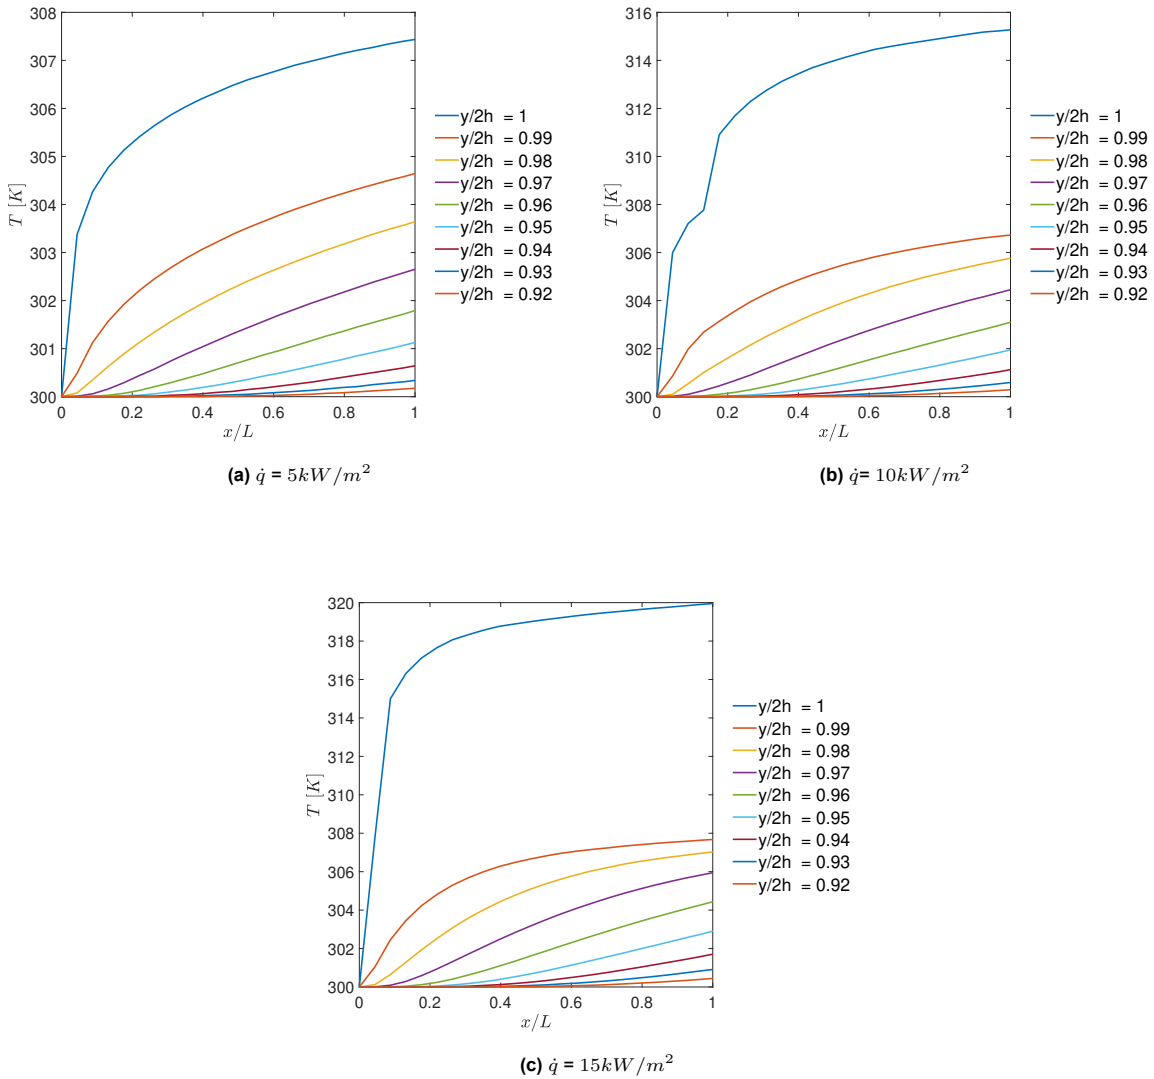 308
307
306
305
304
303
302
301
300
T [K]
0
0.2
0.4
0.6
0.8
1
x/L
y/2h = 1
y/2h = 0.99
y/2h = 0.98
y/2h = 0.97
y/2h = 0.96
y/2h = 0.95
y/2h = 0.94
y/2h = 0.93
y/2h = 0.92
(a) q̇ = 5kW/m²
316
314
312
310
308
306
304
302
300
T [K]
0
0.2
0.4
0.6
0.8
1
x/L
y/2h = 1
y/2h = 0.99
y/2h = 0.98
y/2h = 0.97
y/2h = 0.96
y/2h = 0.95
y/2h = 0.94
y/2h = 0.93
y/2h = 0.92
(b) q̇= 10kW/m²
320
318
316
314
312
310
308
306
304
302
300
T [K]
0
0.2
0.4
0.6
0.8
1
x/L
y/2h = 1
y/2h = 0.99
y/2h = 0.98
y/2h = 0.97
y/2h = 0.96
y/2h = 0.95
y/2h = 0.94
y/2h = 0.93
y/2h = 0.92
(c) q̇ = 15kW/m²